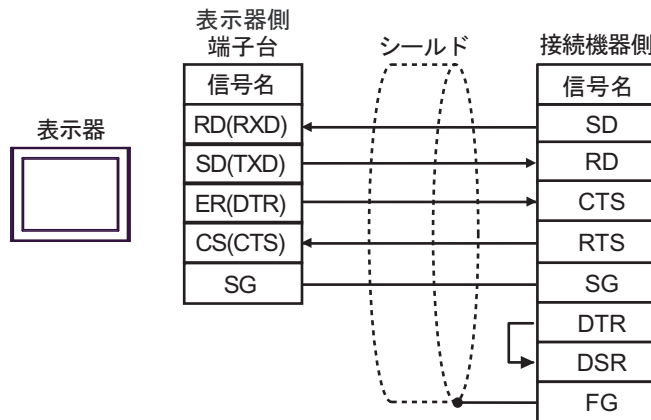 表示器
表示器側
端子台
信号名
RD(RXD)
SD(TXD)
ER(DTR)
CS(CTS)
SG
シールド
接続機器側
信号名
SD
RD
CTS
RTS
SG
DTR
DSR
FG